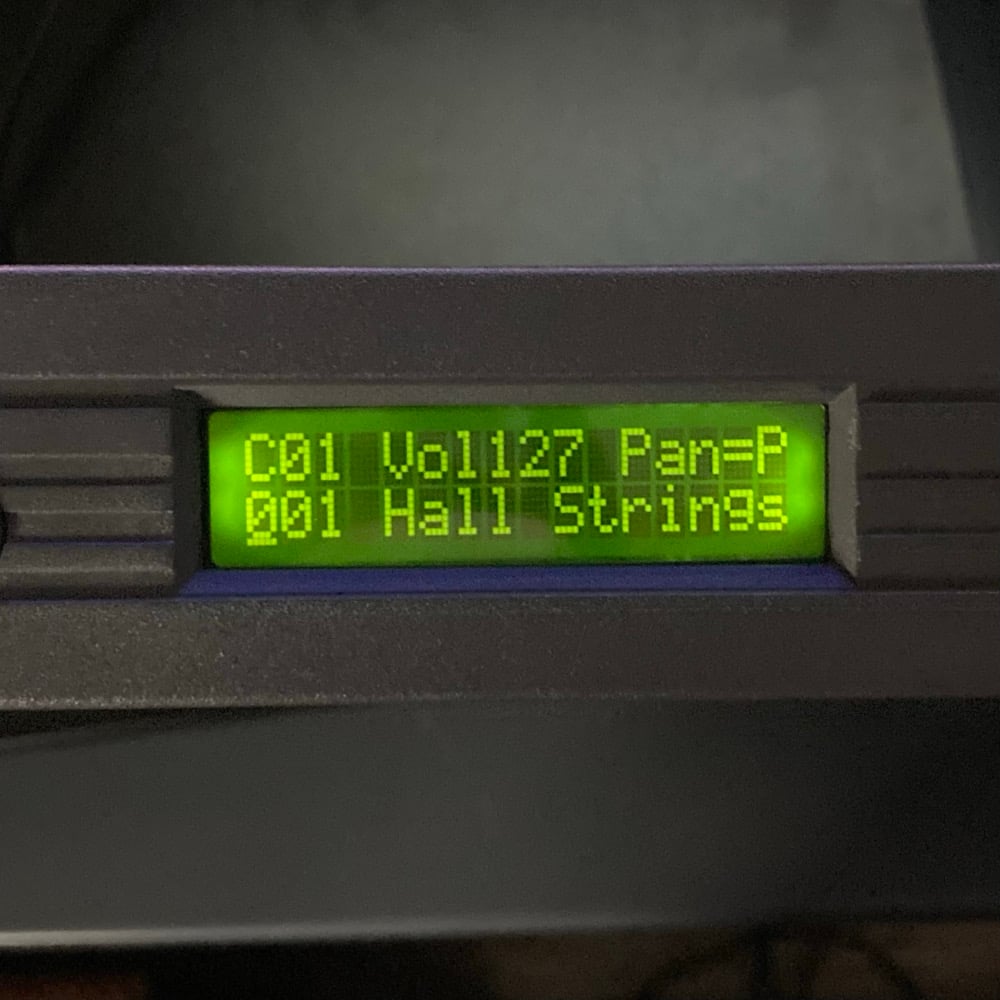 C01 Vol127 Pan=P
001 Hall Strings